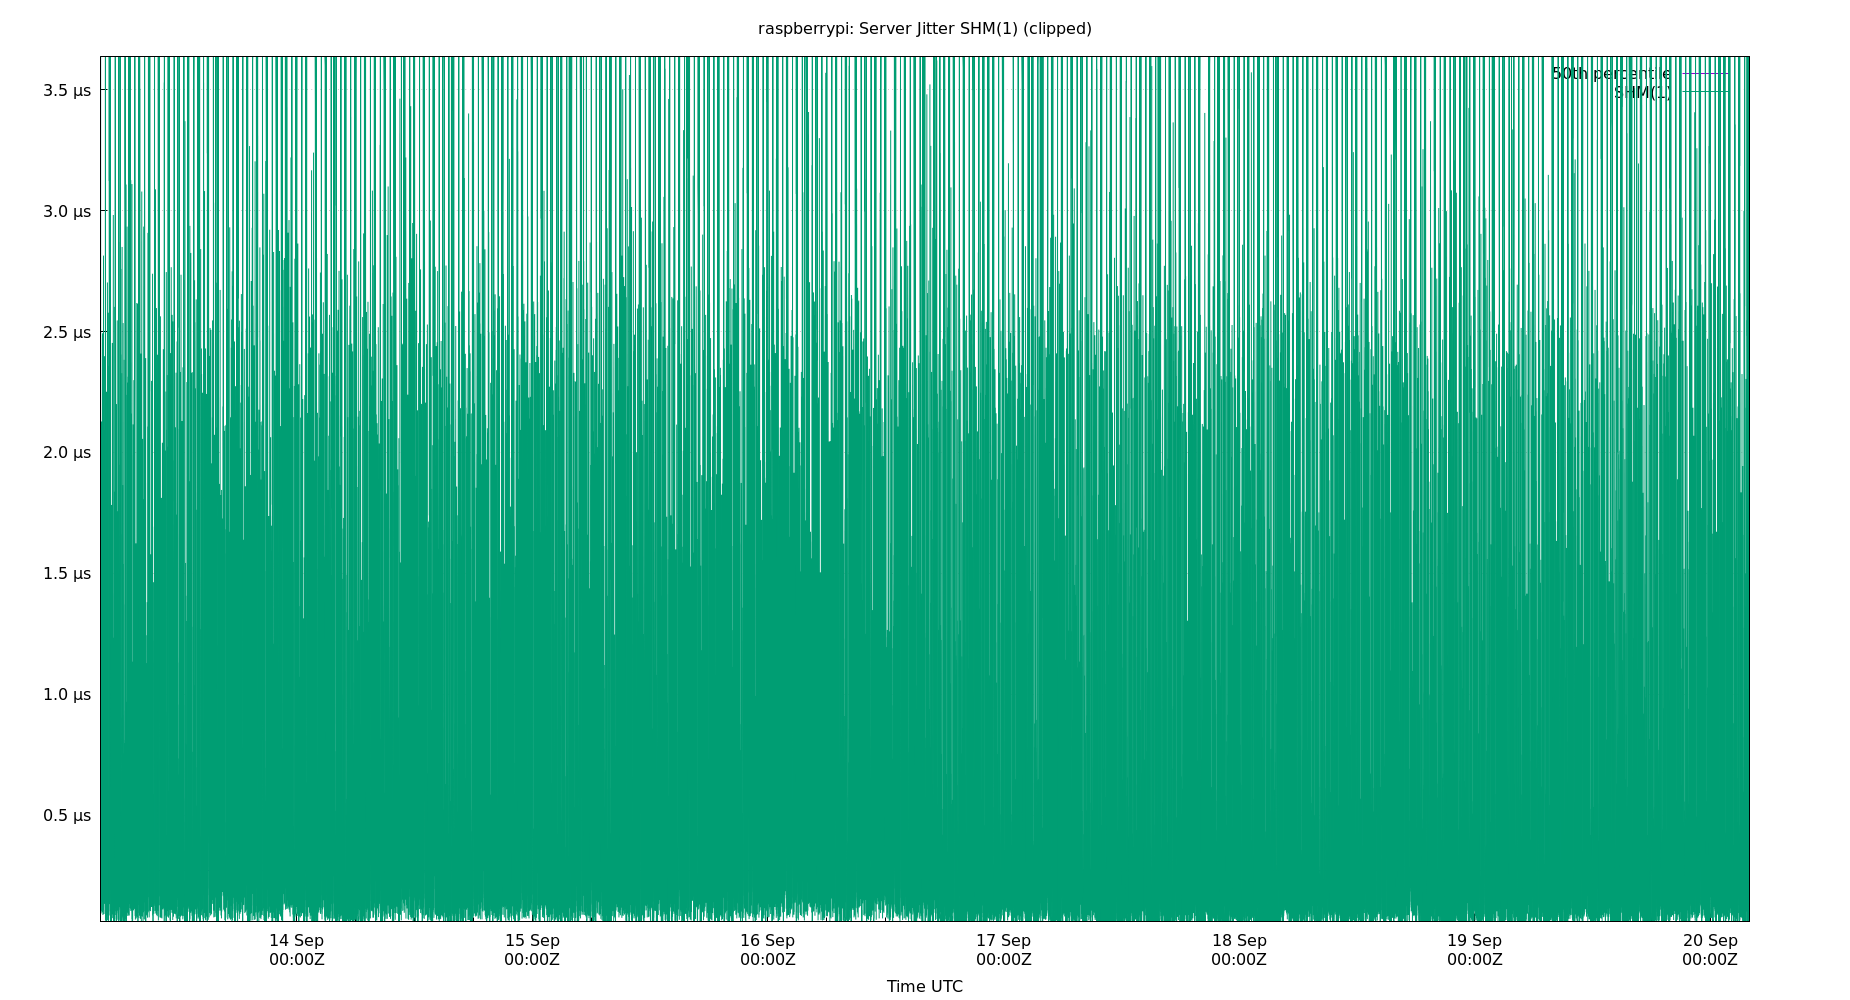 raspberrypi: Server Jitter SHM(1) (clipped)
50th percentile
SHM(1)
3.5 μs
3.0 μs
2.5 μs
2.0 μs
1.5 μs
1.0 μs
0.5 μs
14 Sep 15 Sep 16 Sep 17 Sep 18 Sep 19 Sep 20 Sep
00:00Z 00:00Z 00:00Z 00:00Z 00:00Z 00:00Z 00:00Z
Time UTC